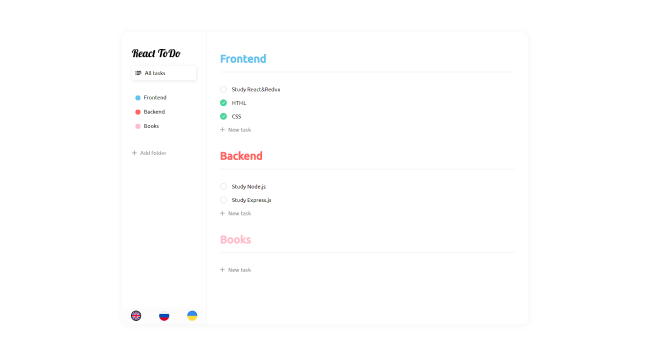 React ToDo
All tasks
Frontend
Backend
Books
Add folder
Frontend
Study React&Redux
HTML
CSS
New task
Backend
Study Node.js
Study Express.js
New task
Books
New task